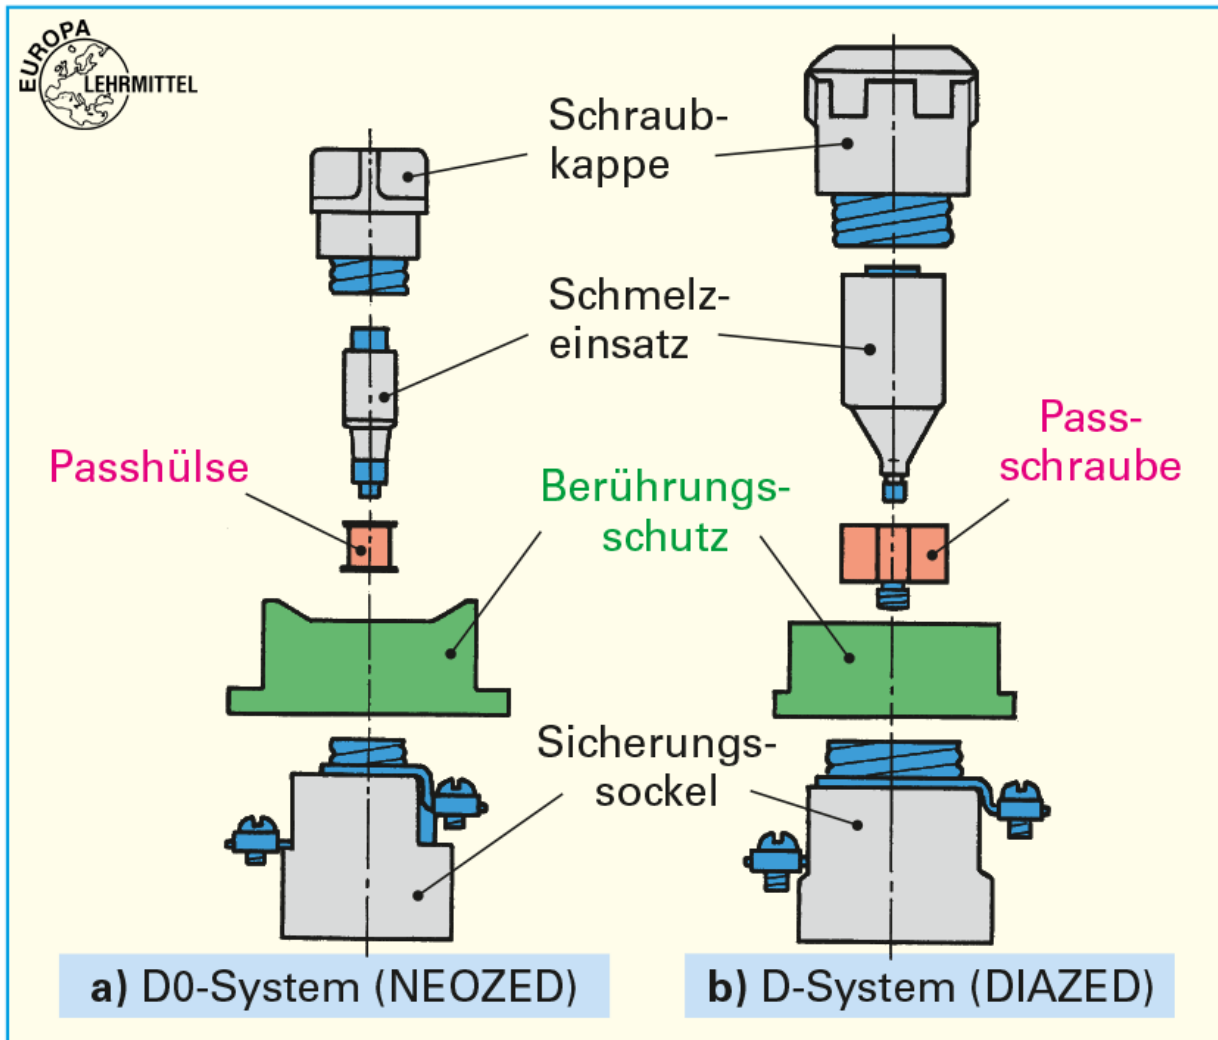 EUROPA
LEHRMITTEL
Schraub-
kappe
Schmelz-
einsatz
Passhülse
Pass-
schraube
Berührungs-
schutz
Sicherungs-
sockel
a) D0-System (NEOZED)
b) D-System (DIAZED)